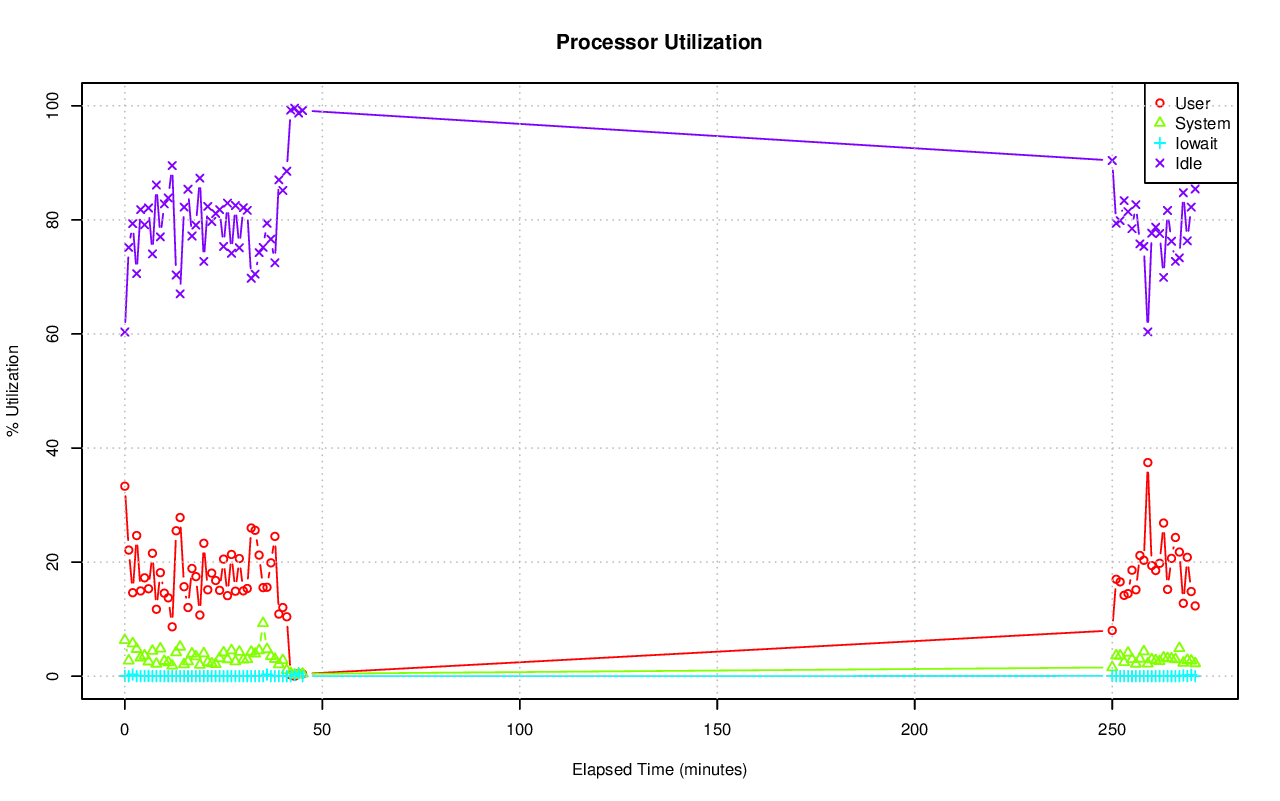 Processor Utilization
User
System
Iowait
Idle
% Utilization
100
80
60
40
20
0
0 50 100 150 200 250
Elapsed Time (minutes)